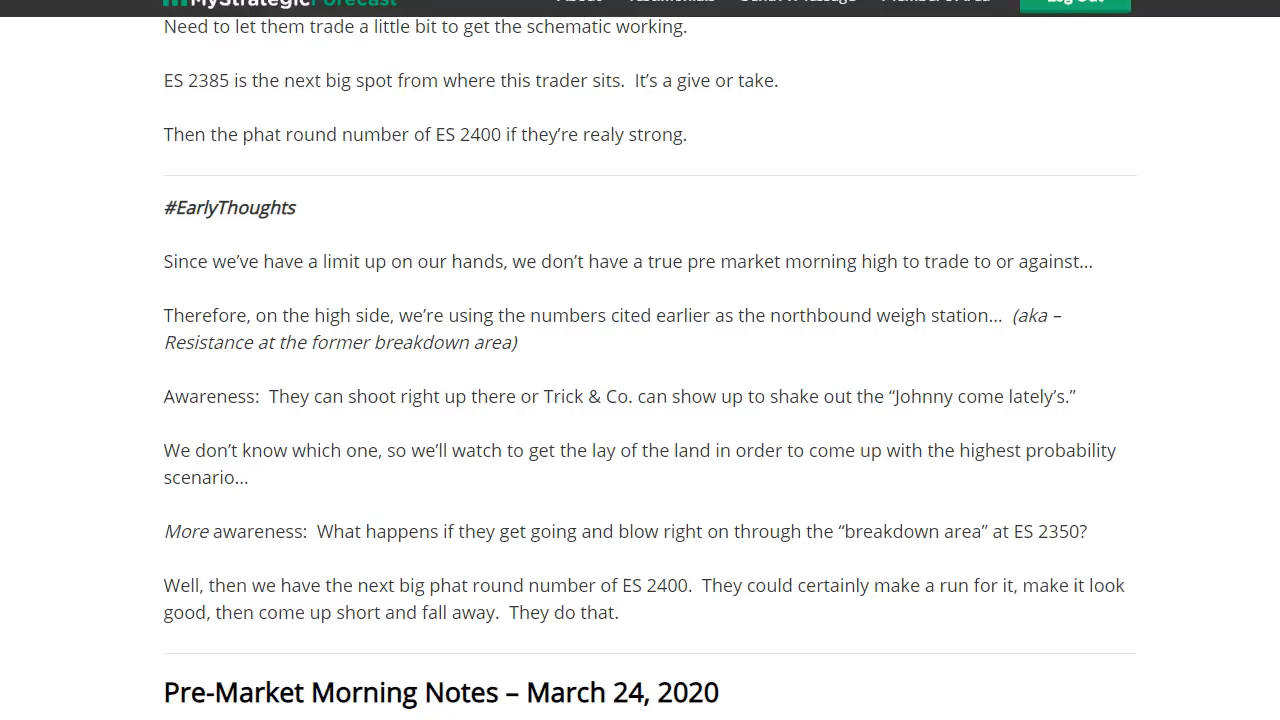 MyStrategicForecast About Testimonials Send A Message Member's Area Log Out
Need to let them trade a little bit to get the schematic working.
ES 2385 is the next big spot from where this trader sits.  It’s a give or take.
Then the phat round number of ES 2400 if they’re realy strong.
#EarlyThoughts
Since we’ve have a limit up on our hands, we don’t have a true pre market morning high to trade to or against…
Therefore, on the high side, we’re using the numbers cited earlier as the northbound weigh station…  (aka –
Resistance at the former breakdown area)
Awareness:  They can shoot right up there or Trick & Co. can show up to shake out the “Johnny come lately’s.”
We don’t know which one, so we’ll watch to get the lay of the land in order to come up with the highest probability
scenario…
More awareness:  What happens if they get going and blow right on through the “breakdown area” at ES 2350?
Well, then we have the next big phat round number of ES 2400.  They could certainly make a run for it, make it look
good, then come up short and fall away.  They do that.
Pre-Market Morning Notes – March 24, 2020